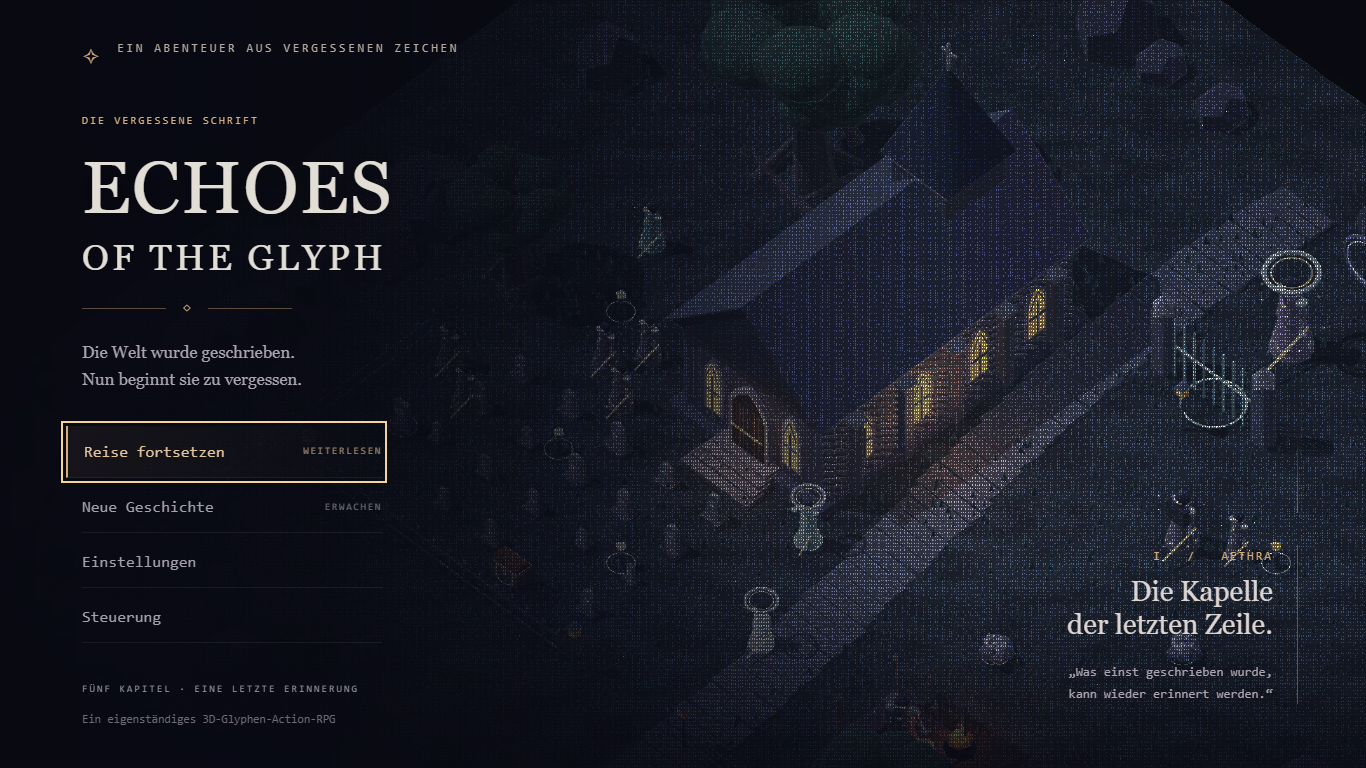 EIN ABENTEUER AUS VERGESSENEN ZEICHEN
DIE VERGESSENE SCHRIFT
ECHOES
OF THE GLYPH
Die Welt wurde geschrieben.
Nun beginnt sie zu vergessen.
Reise fortsetzen WEITERLESEN
Neue Geschichte ERWACHEN
Einstellungen
Steuerung
FÜNF KAPITEL · EINE LETZTE ERINNERUNG
Ein eigenständiges 3D-Glyphen-Action-RPG
I / AETHRA
Die Kapelle
der letzten Zeile.
„Was einst geschrieben wurde,
kann wieder erinnert werden.“